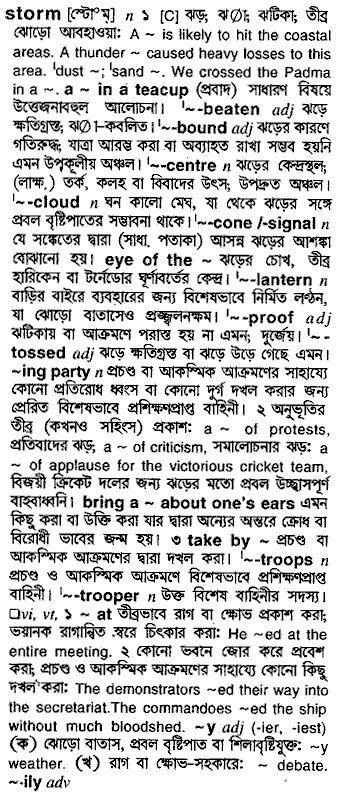 storm [স্টোম্] n ১ [C] ঝড়; ঝঞ্ঝা; ঝটিকা; তীব্র
ঝোড়ো আবহাওয়া: A ~ is likely to hit the coastal
areas. A thunder ~ caused heavy losses to this
area. ˈdust ~; ˈsand ~. We crossed the Padma
in a ~. a ~ in a teacup (প্রবাদ) সাধারণ বিষয়ে
উত্তেজনাবহুল আলোচনা। ˈ~-beaten adj ঝড়ে
ক্ষতিগ্রস্ত; ঝঞ্ঝা-কবলিত। ˈ~-bound adj ঝড়ের কারণে
গতিরুদ্ধ; যাত্রা আরম্ভ করা বা অব্যাহত রাখা সম্ভব হয়নি
এমন উপকূলীয় অঞ্চল। ˈ~-centre n ঝড়ের কেন্দ্রস্থল;
(লাক্ষ.) তর্ক, কলহ বা বিবাদের উৎস; উপদ্রুত অঞ্চল।
ˈ~-cloud n ঘন কালো মেঘ, যা থেকে ঝড়ের সঙ্গে
প্রবল বৃষ্টিপাতের সম্ভাবনা থাকে। ˈ~-cone /-signal n
যে সঙ্কেতের দ্বারা (সাধা. পতাকা) আসন্ন ঝড়ের আশঙ্কা
বোঝানো হয়। eye of the ~ ঝড়ের চোখ, তীব্র
হারিকেন বা টর্নেডোর ঘূর্ণাবর্তের কেন্দ্র। ˈ~-lantern n
বাড়ির বাইরে ব্যবহারের জন্য বিশেষভাবে নির্মিত লণ্ঠন,
যা ঝোড়ো বাতাসেও প্রজ্জ্বলনক্ষম। ˈ~-proof adj
ঝটিকায় বা আক্রমণে পরাস্ত হয় না এমন; দুর্জেয়। ˈ~-
tossed adj ঝড়ে ক্ষতিগ্রস্ত বা ঝড়ে উড়ে গেছে এমন।
~ing party n প্রচণ্ড বা আকস্মিক আক্রমণের সাহায্যে
কোনো প্রতিরোধ ধ্বংস বা কোনো দুর্গ দখল করার জন্য
প্রেরিত বিশেষভাবে প্রশিক্ষণপ্রাপ্ত বাহিনী। ২ অনুভূতির
তীব্র (কখনও সহিংস) প্রকাশ: a ~ of protests,
প্রতিবাদের ঝড়; a ~ of criticism, সমালোচনার ঝড়: a
~ of applause for the victorious cricket team,
বিজয়ী ক্রিকেট দলের জন্য ঝড়ের মতো প্রবল উচ্ছ্বাসপূর্ণ
বাহবাধ্বনি। bring a ~ about one's ears এমন
কিছু করা বা উক্তি করা যার দ্বারা অন্যের অন্তরে ক্রোধ বা
বিরোধী ভাবের জন্ম হয়। ৩ take by ~ প্রচণ্ড বা
আকস্মিক আক্রমণের দ্বারা দখল করা। ˈ~-troops n
প্রচণ্ড ও আকস্মিক আক্রমণে বিশেষভাবে প্রশিক্ষণপ্রাপ্ত
বাহিনী। ˈ~-trooper n উক্ত বিশেষ বাহিনীর সদস্য।
□vi, vt, ১ ~ at তীব্রভাবে রাগ বা ক্ষোভ প্রকাশ করা;
ভয়ানক রাগান্বিত স্বরে চিৎকার করা: He ~ed at the
entire meeting. ২ কোনো ভবনে জোর করে প্রবেশ
করা; প্রচণ্ড ও আকস্মিক আক্রমণের সাহায্যে কোনো কিছু
দখল করা: The demonstrators ~ed their way into
the secretariat.The commandoes ~ed the ship
without much bloodshed. ~y adj (-ier, -iest)
(ক) ঝোড়ো বাতাস, প্রবল বৃষ্টিপাত বা শিলাবৃষ্টিযুক্ত: ~y
weather. (খ) রাগ বা ক্ষোভ-সহকারে: ~ debate.
~·ily adv